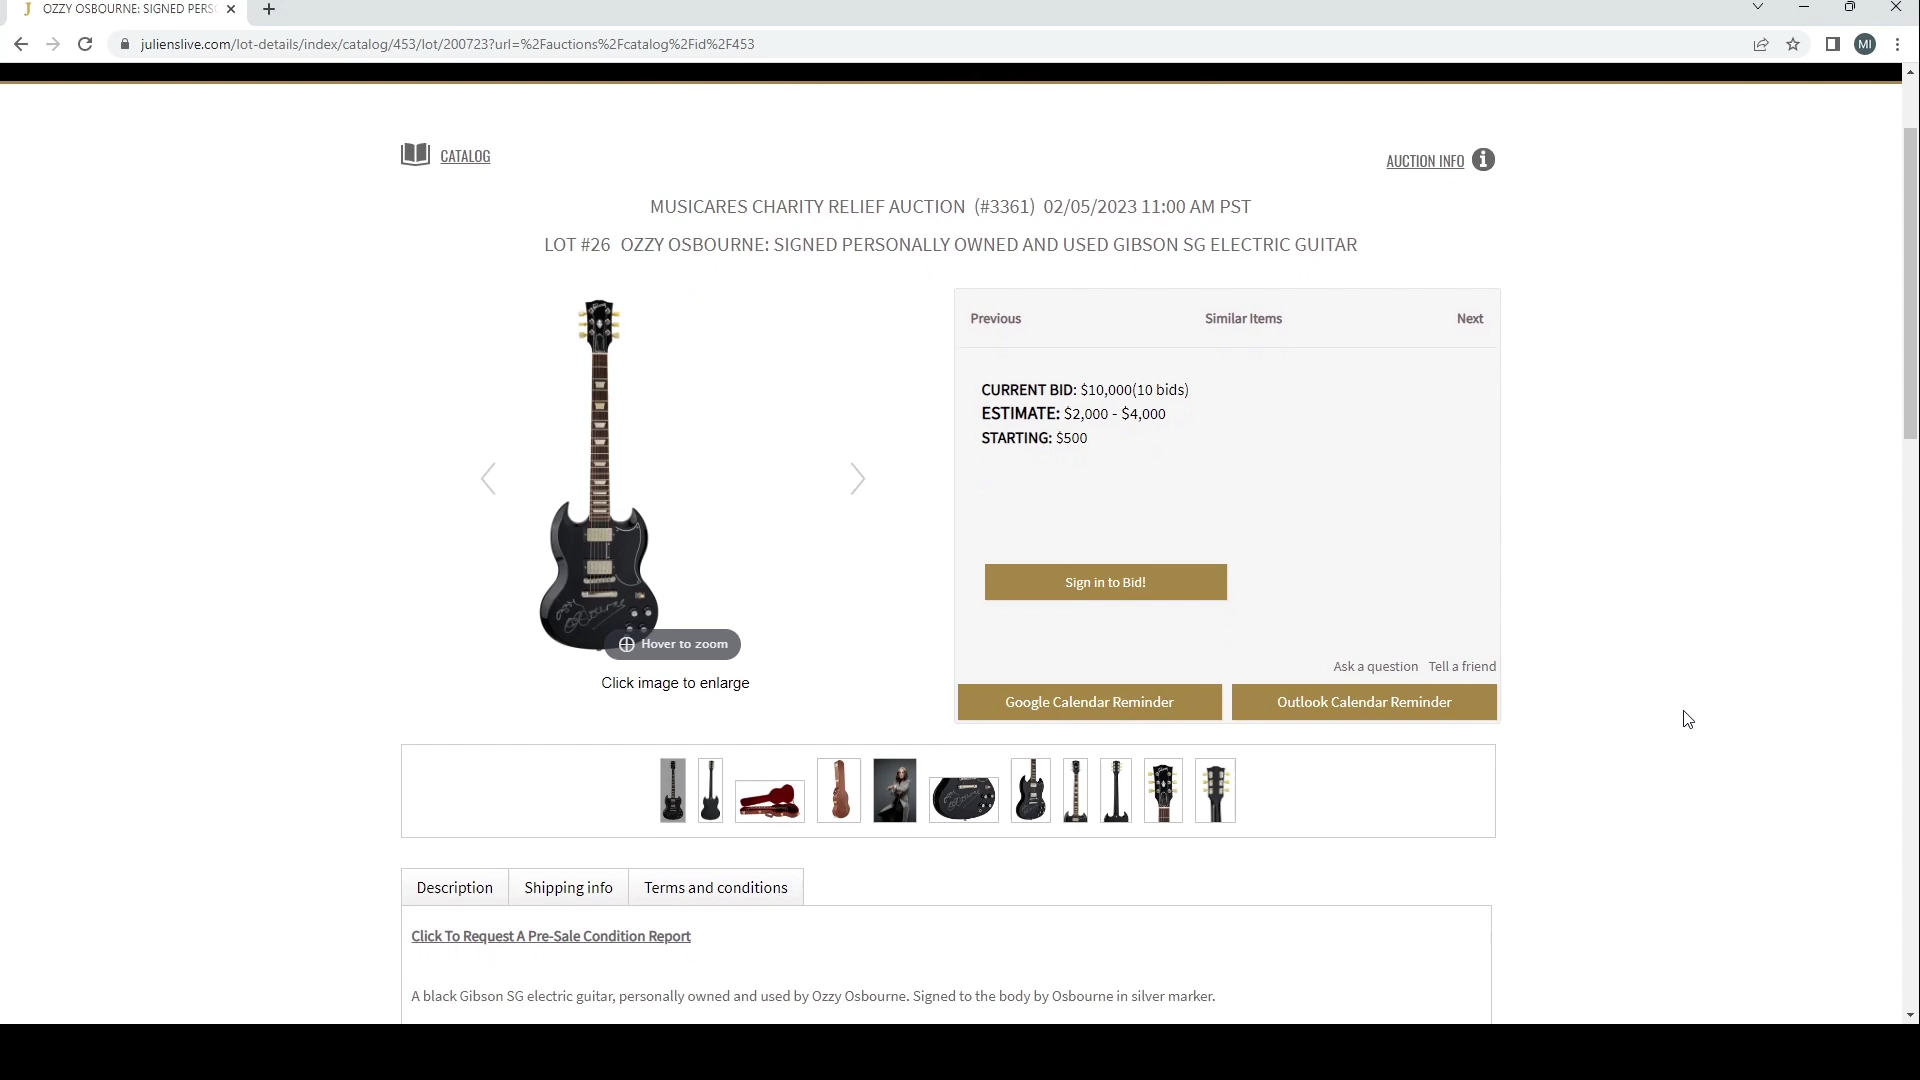 OZZY OSBOURNE: SIGNED PERS
julienslive.com/lot-details/index/catalog/453/lot/200723?url=%2Fauctions%2Fcatalog%2Fid%2F453
MI
CATALOG
AUCTION INFO
MUSICARES CHARITY RELIEF AUCTION (#3361) 02/05/2023 11:00 AM PST
LOT #26 OZZY OSBOURNE: SIGNED PERSONALLY OWNED AND USED GIBSON SG ELECTRIC GUITAR
Previous Similar Items Next
CURRENT BID: $10,000(10 bids)
ESTIMATE: $2,000 - $4,000
STARTING: $500
Sign in to Bid!
Hover to zoom
Click image to enlarge
Ask a question Tell a friend
Google Calendar Reminder Outlook Calendar Reminder
Description Shipping info Terms and conditions
Click To Request A Pre-Sale Condition Report
A black Gibson SG electric guitar, personally owned and used by Ozzy Osbourne. Signed to the body by Osbourne in silver marker.